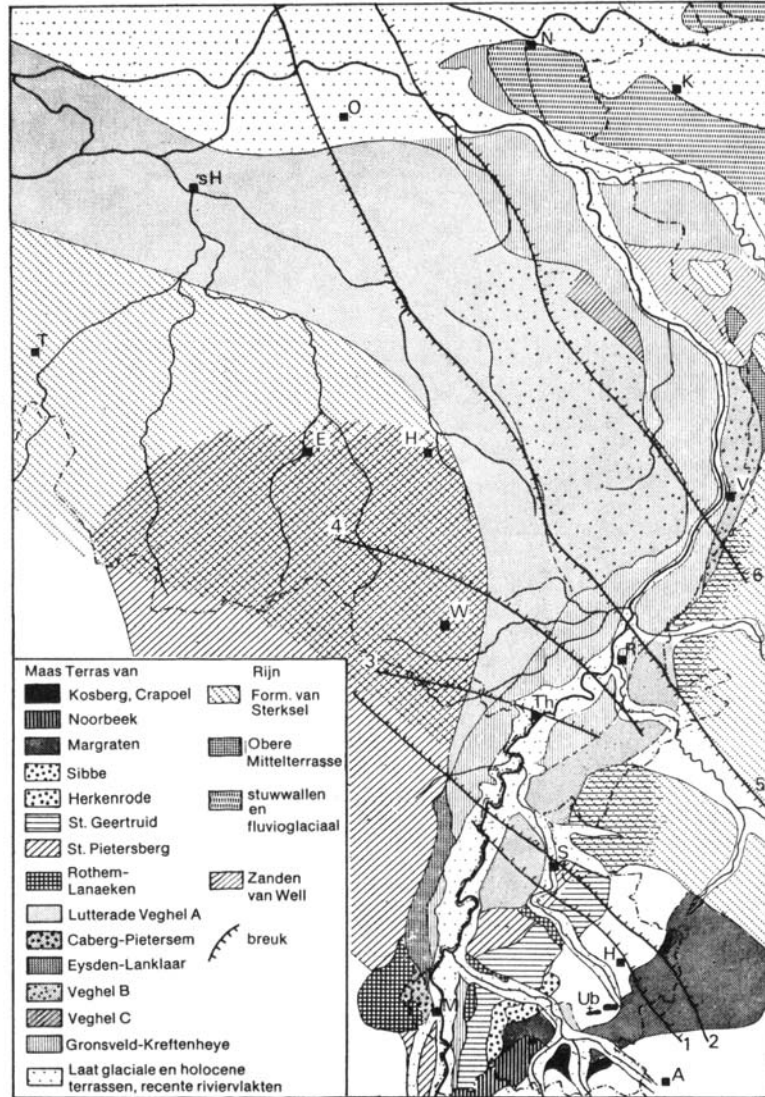 N
K
O
'sH
T
E
H
V
4
6
W
3
R
Th
5
S
H
Ub
M
1
2
A
Maas Terras van
Kosberg, Crapoel
Noorbeek
Margraten
Sibbe
Herkenrode
St. Geertruid
St. Pietersberg
Rothem-
Lanaeken
Lutterade Veghel A
Caberg-Pietersem
Eysden-Lanklaar
Veghel B
Veghel C
Gronsveld-Kreftenheye
Laat glaciale en holocene
terrassen, recente riviervlakten
Rijn
Form. van
Sterksel
Obere
Mittelterrasse
stuwwallen
en
fluvioglaciaal
Zanden
van Well
breuk